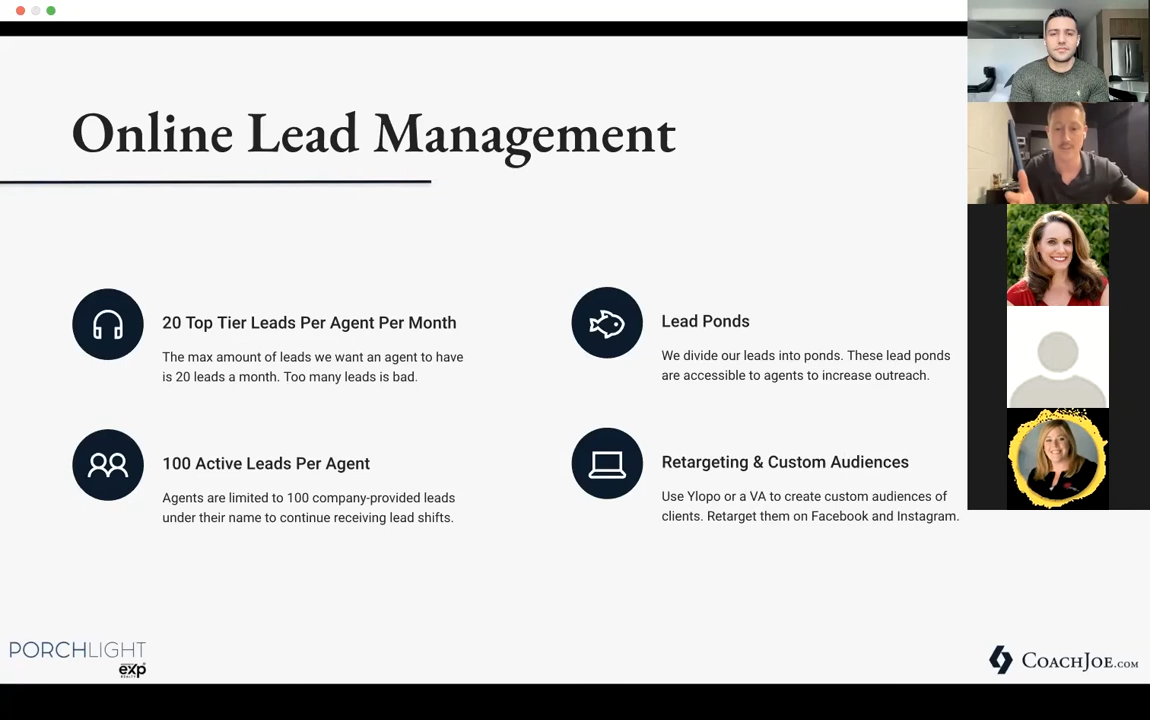 Online Lead Management
20 Top Tier Leads Per Agent Per Month
The max amount of leads we want an agent to have
is 20 leads a month. Too many leads is bad.
Lead Ponds
We divide our leads into ponds. These lead ponds
are accessible to agents to increase outreach.
100 Active Leads Per Agent
Agents are limited to 100 company-provided leads
under their name to continue receiving lead shifts.
Retargeting & Custom Audiences
Use Ylopo or a VA to create custom audiences of
clients. Retarget them on Facebook and Instagram.
PORCHLIGHT
exp
REALTY
COACHJOE.COM